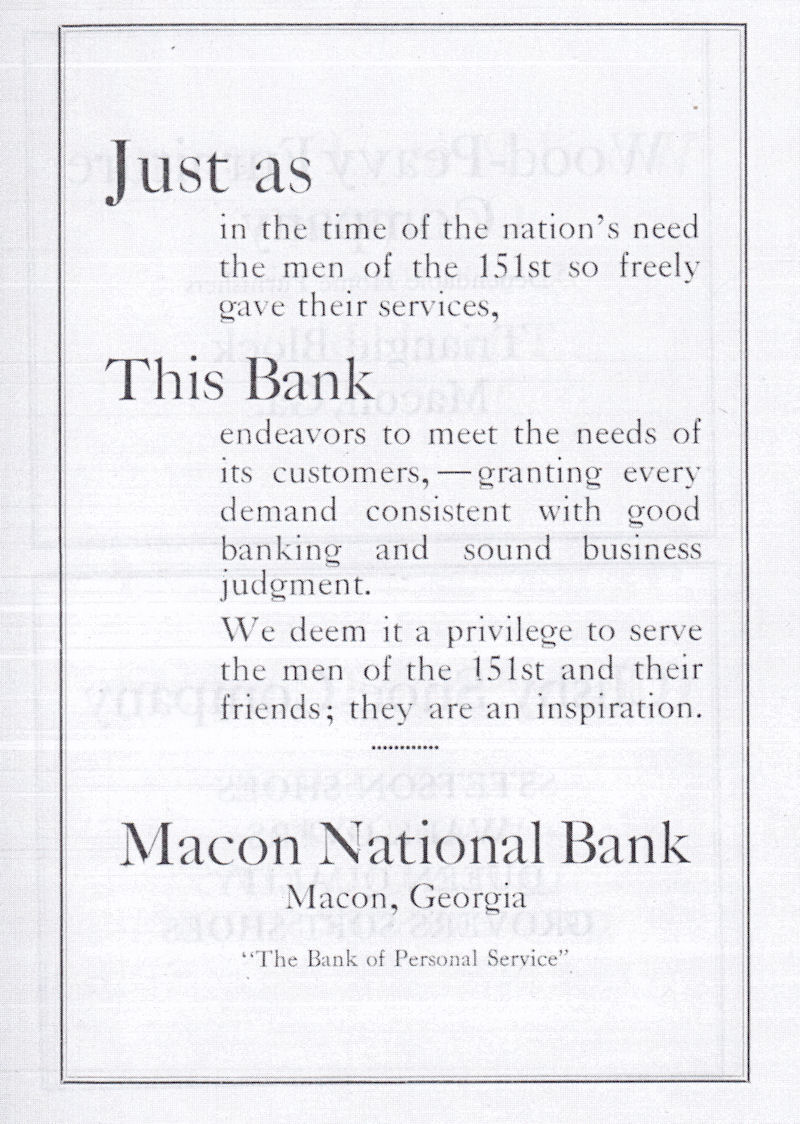 Just as
in the time of the nation's need
the men of the 151st so freely
gave their services,
This Bank
endeavors to meet the needs of
its customers,—granting every
demand consistent with good
banking and sound business
judgment.
We deem it a privilege to serve
the men of the 151st and their
friends; they are an inspiration.
Macon National Bank
Macon, Georgia
"The Bank of Personal Service"